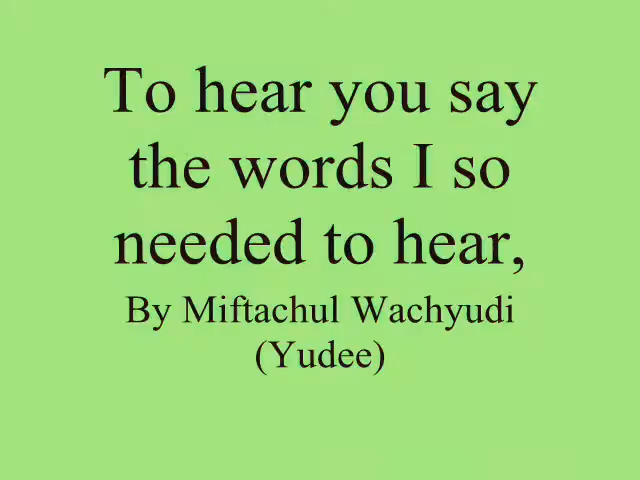 To hear you say
the words I so
needed to hear,
By Miftachul Wachyudi
(Yudee)